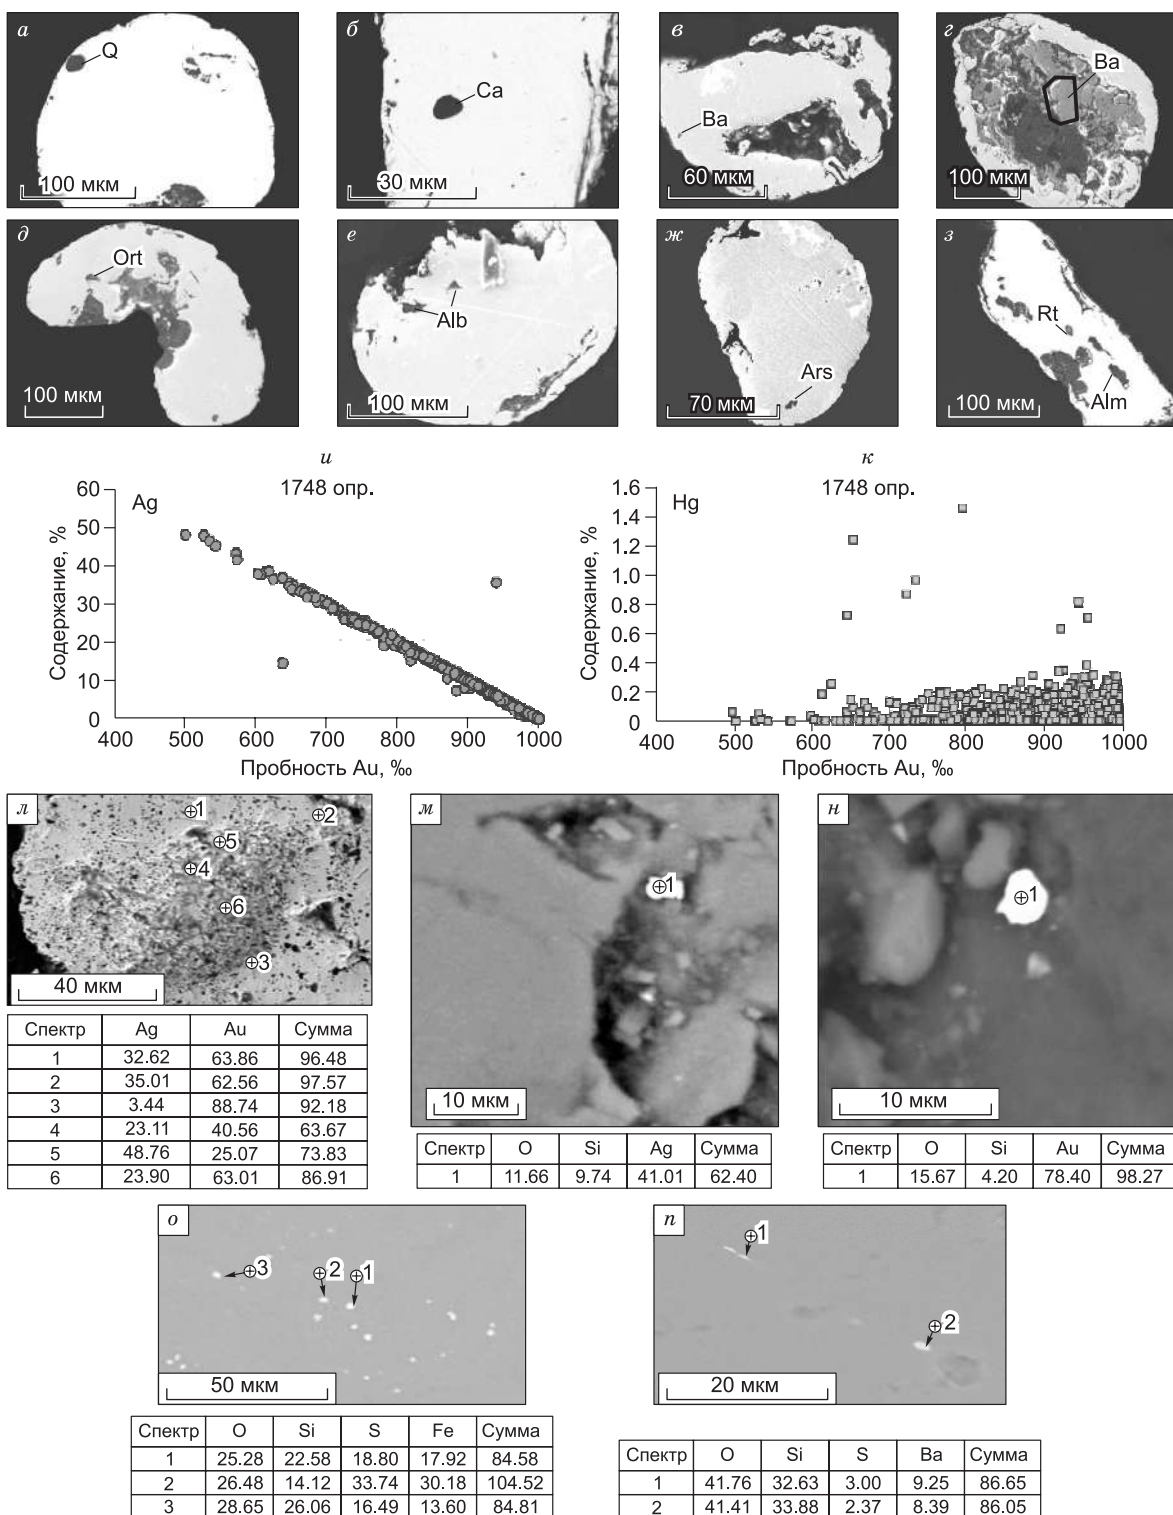 а
Q
100 мкм
б
Ca
30 мкм
в
Ba
60 мкм
г
Ba
100 мкм
д
Ort
100 мкм
е
Alb
100 мкм
ж
Ars
70 мкм
з
Rt
Alm
100 мкм
и
1748 опр.
Ag
Содержание, %
60
50
40
30
20
10
0
400 500 600 700 800 900 1000
Пробность Au, ‰
к
1748 опр.
Hg
Содержание, %
1.6
1.4
1.2
1.0
0.8
0.6
0.4
0.2
0
400 500 600 700 800 900 1000
Пробность Au, ‰
л
1
2
5
4
6
3
40 мкм
Спектр Ag Au Сумма
1 32.62 63.86 96.48
2 35.01 62.56 97.57
3 3.44 88.74 92.18
4 23.11 40.56 63.67
5 48.76 25.07 73.83
6 23.90 63.01 86.91
м
1
10 мкм
Спектр O Si Ag Сумма
1 11.66 9.74 41.01 62.40
н
1
10 мкм
Спектр O Si Au Сумма
1 15.67 4.20 78.40 98.27
о
3
2
1
50 мкм
Спектр O Si S Fe Сумма
1 25.28 22.58 18.80 17.92 84.58
2 26.48 14.12 33.74 30.18 104.52
3 28.65 26.06 16.49 13.60 84.81
п
1
2
20 мкм
Спектр O Si S Ba Сумма
1 41.76 32.63 3.00 9.25 86.65
2 41.41 33.88 2.37 8.39 86.05